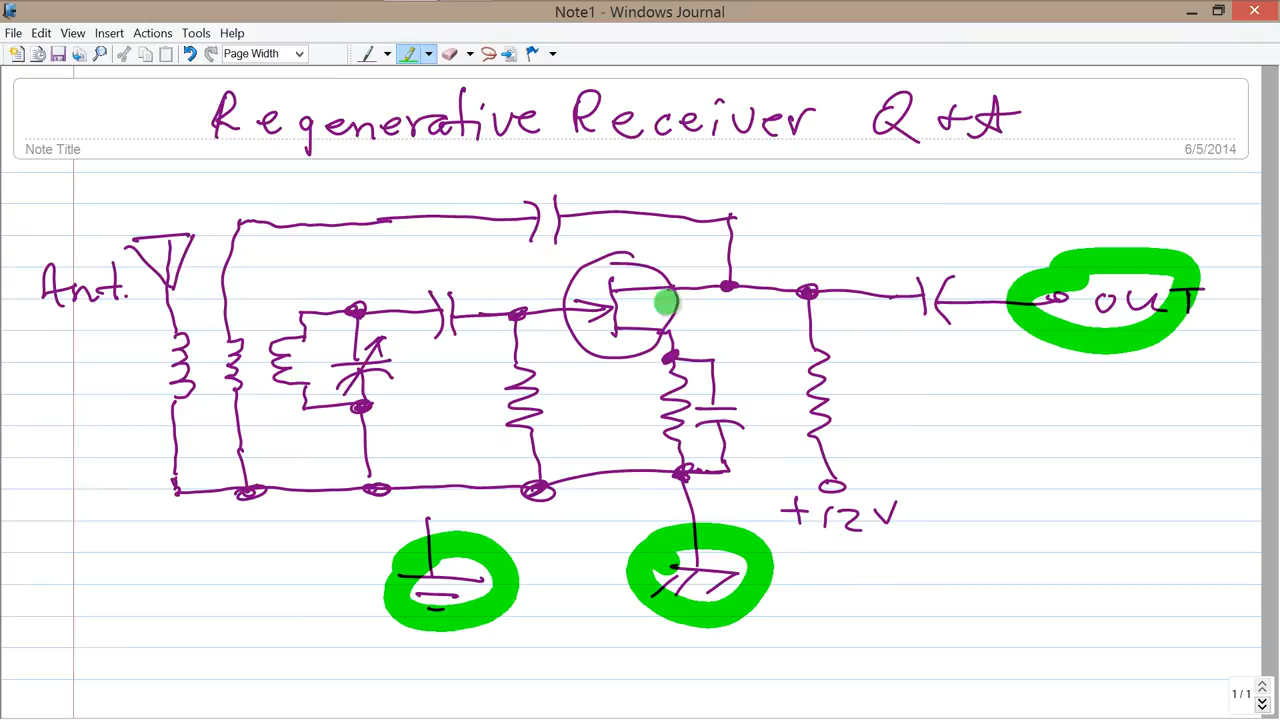 Note1 - Windows Journal
File Edit View Insert Actions Tools Help
Page Width
Regenerative Receiver Q & A
Note Title
6/5/2014
Ant.
OUT
+12V
1/1